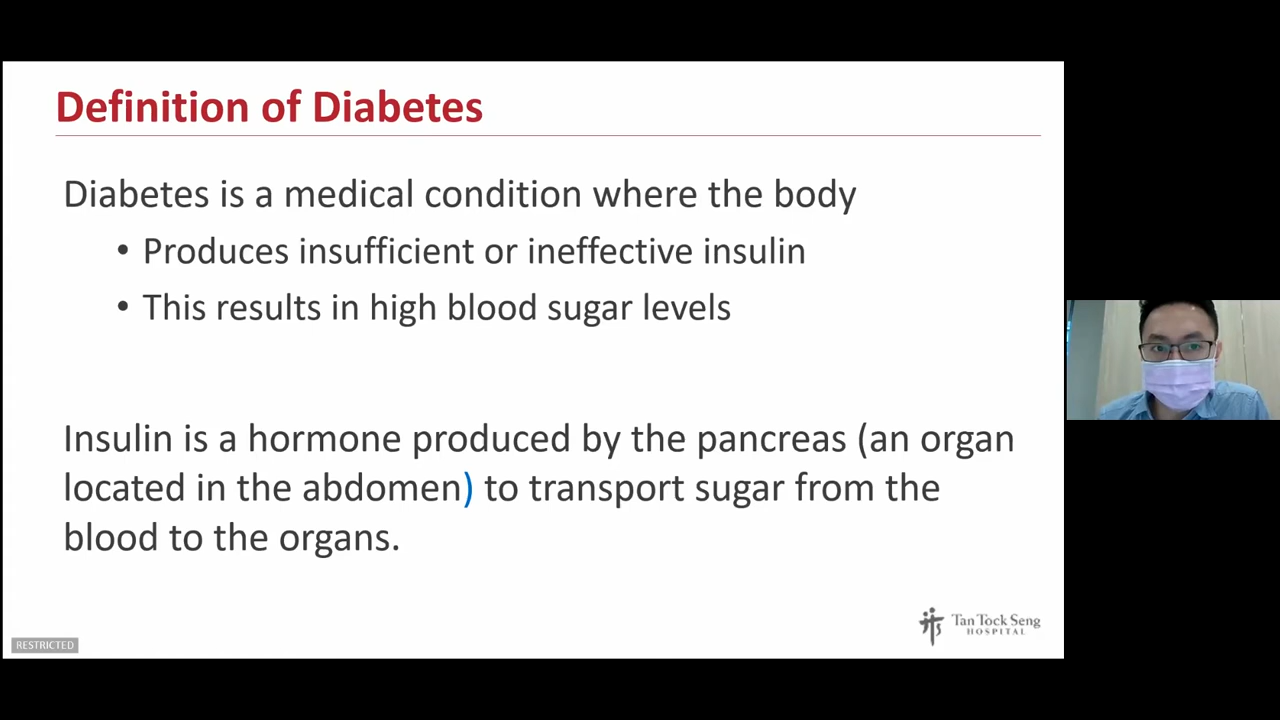 Definition of Diabetes
Diabetes is a medical condition where the body
• Produces insufficient or ineffective insulin
• This results in high blood sugar levels
Insulin is a hormone produced by the pancreas (an organ
located in the abdomen) to transport sugar from the
blood to the organs.
Tan Tock Seng
HOSPITAL
RESTRICTED